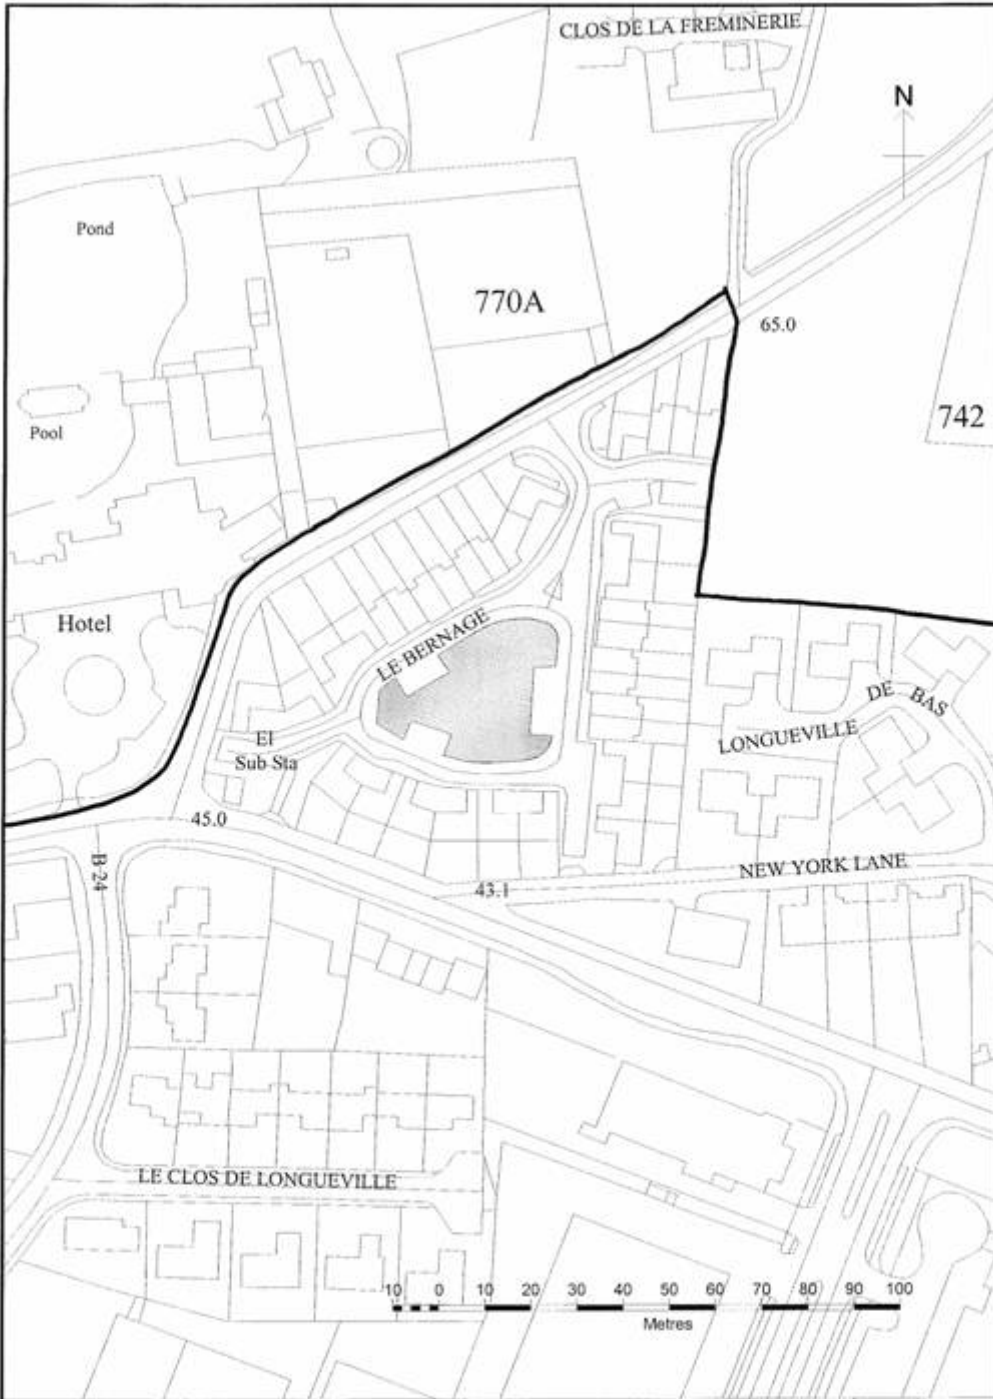 CLOS DE LA FREMINERIE
N
Pond
770A
65.0
742
Pool
Hotel
LE BERNAGE
DE BAS
LONGUEVILLE
El
Sub Sta
45.0
B 24
NEW YORK LANE
43.1
LE CLOS DE LONGUEVILLE
10 0 10 20 30 40 50 60 70 80 90 100
Metres